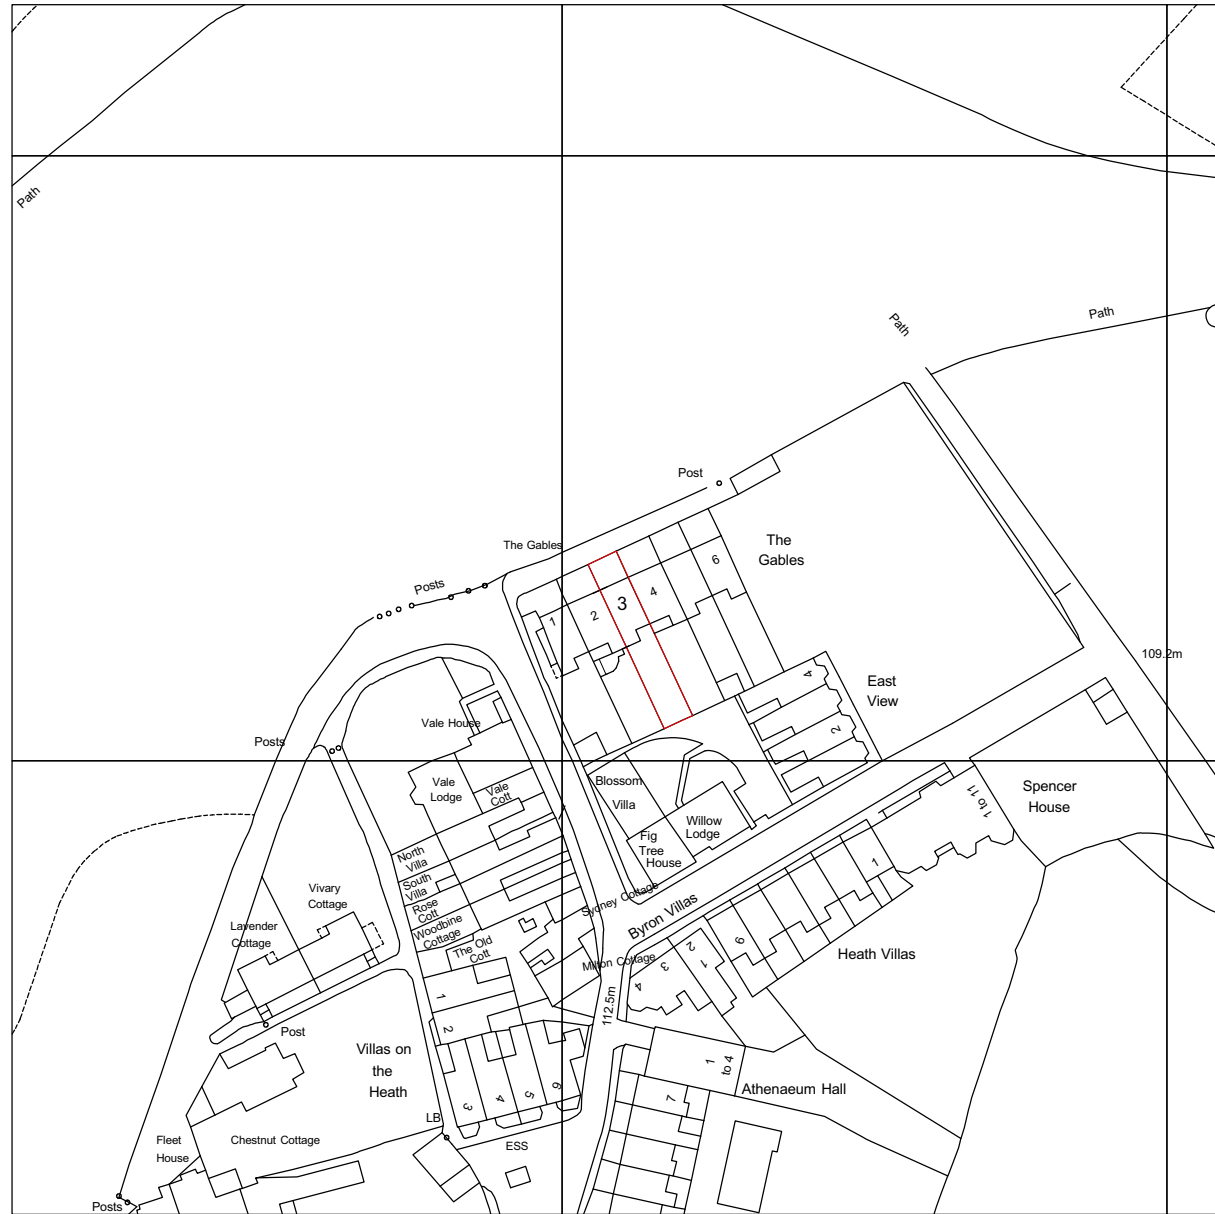 Path
Path
Path
Post
The Gables
The
Gables
Posts
1
2
3
4
6
109.2m
East
View
4
2
Vale House
Posts
Vale
Lodge
Vale
Cott
Blossom
Villa
Willow
Lodge
Fig
Tree
House
Spencer
House
1 to 11
North
Villa
South
Villa
Rose
Cott
Woodbine
Cottage
The Old
Cott
Vivary
Cottage
Lavender
Cottage
Sydney Cottage
Byron Villas
Milton Cottage
1
6
Heath Villas
2
1
3
4
112.5m
Post
1
2
Villas on
the
Heath
3
4
5
6
1
to 4
Athenaeum Hall
7
LB
ESS
Fleet
House
Chestnut Cottage
Posts